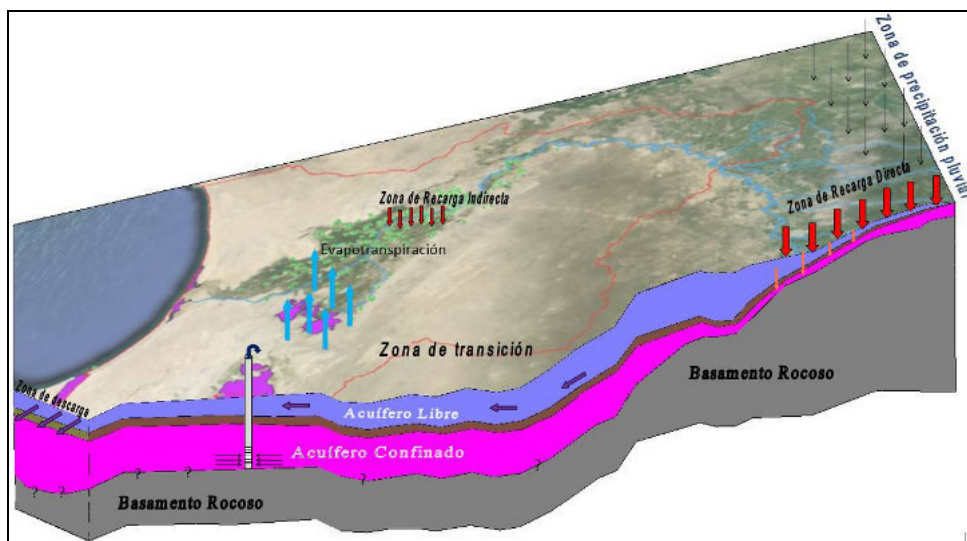 Zona de precipitación pluvial
Zona de Recarga Directa
Zona de Recarga Indirecta
Evapotranspiración
Zona de transición
Zona de descarga
Basamento Rocoso
Acuífero Libre
Acuífero Confinado
? ? ? ? ?
Basamento Rocoso